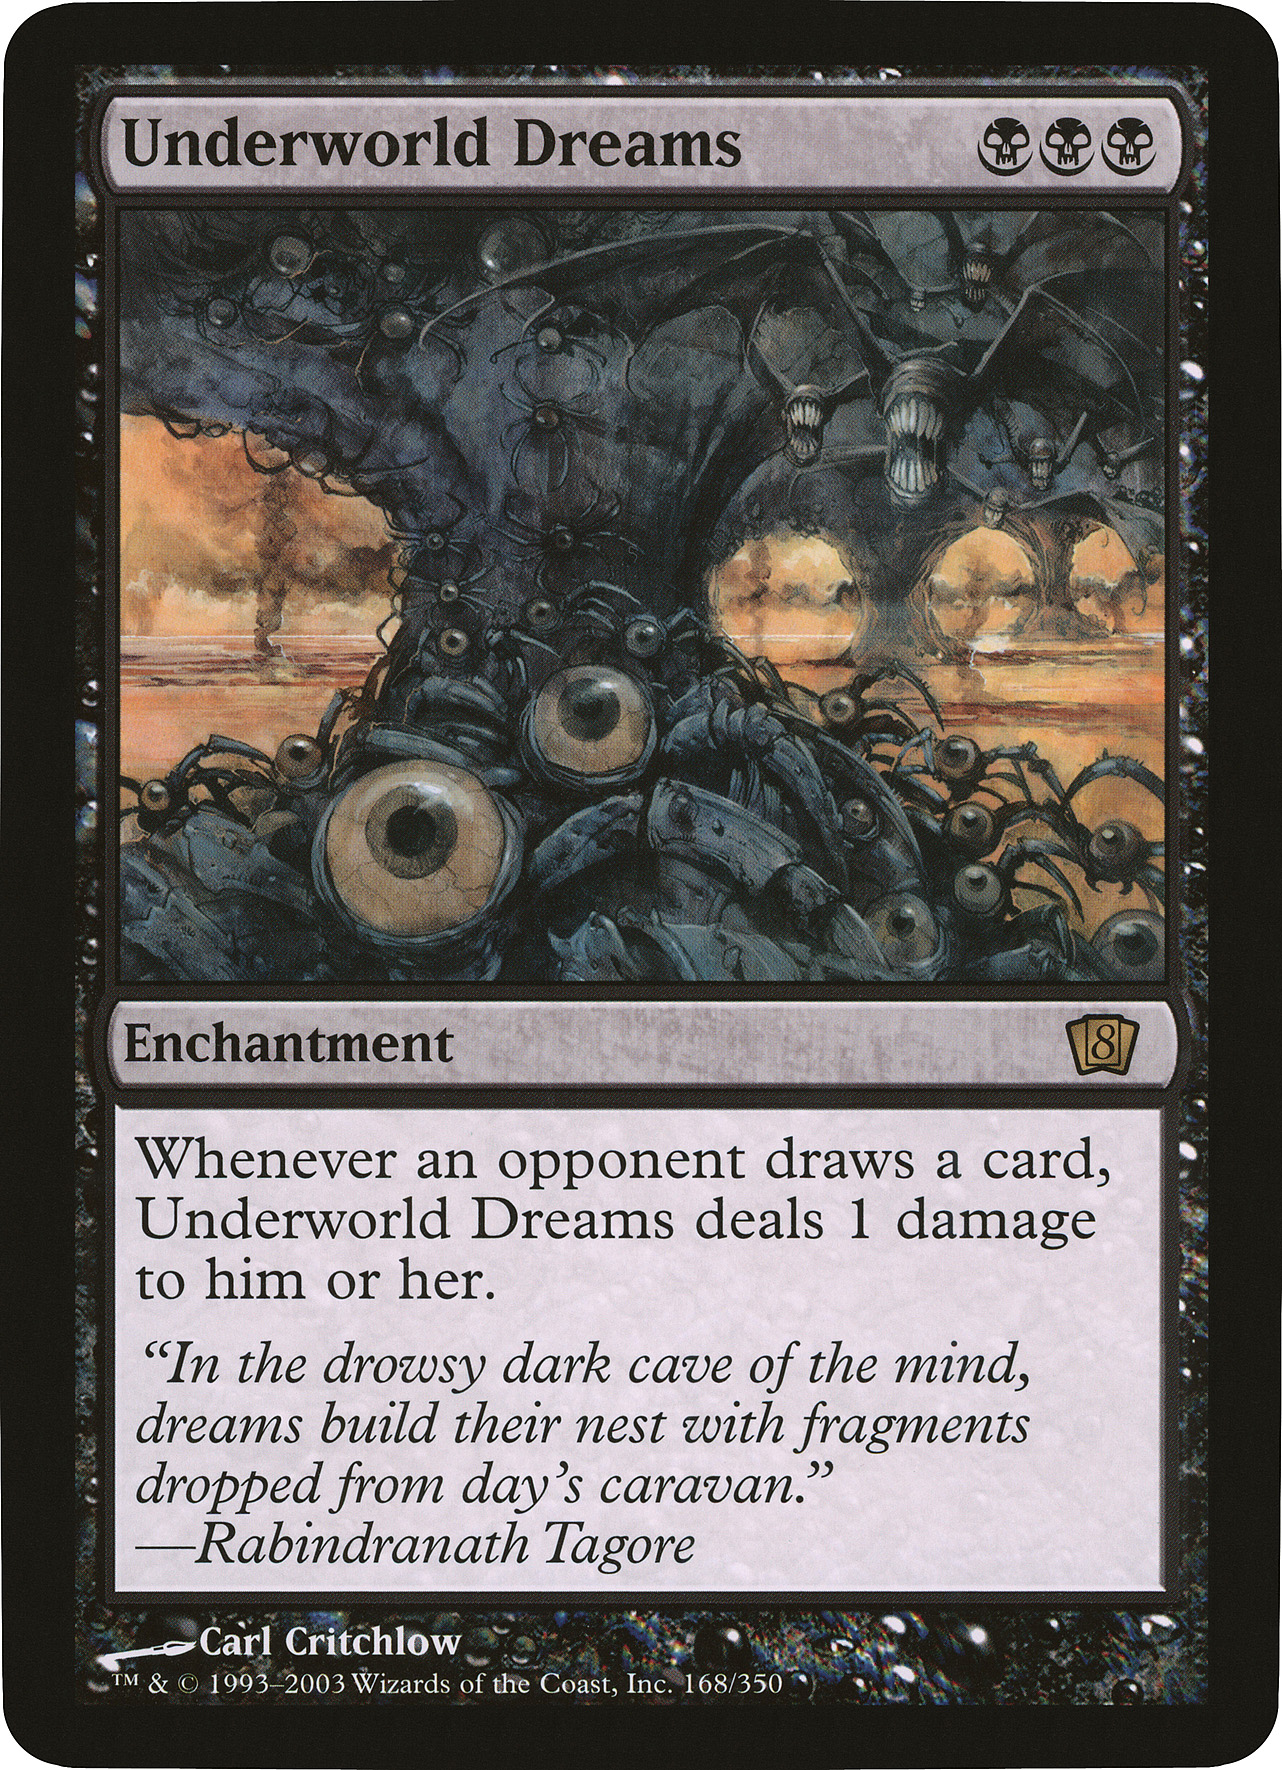 Underworld Dreams
Enchantment
8
Whenever an opponent draws a card,
Underworld Dreams deals 1 damage
to him or her.
“In the drowsy dark cave of the mind,
dreams build their nest with fragments
dropped from day’s caravan.”
—Rabindranath Tagore
Carl Critchlow
™ & © 1993–2003 Wizards of the Coast, Inc. 168/350